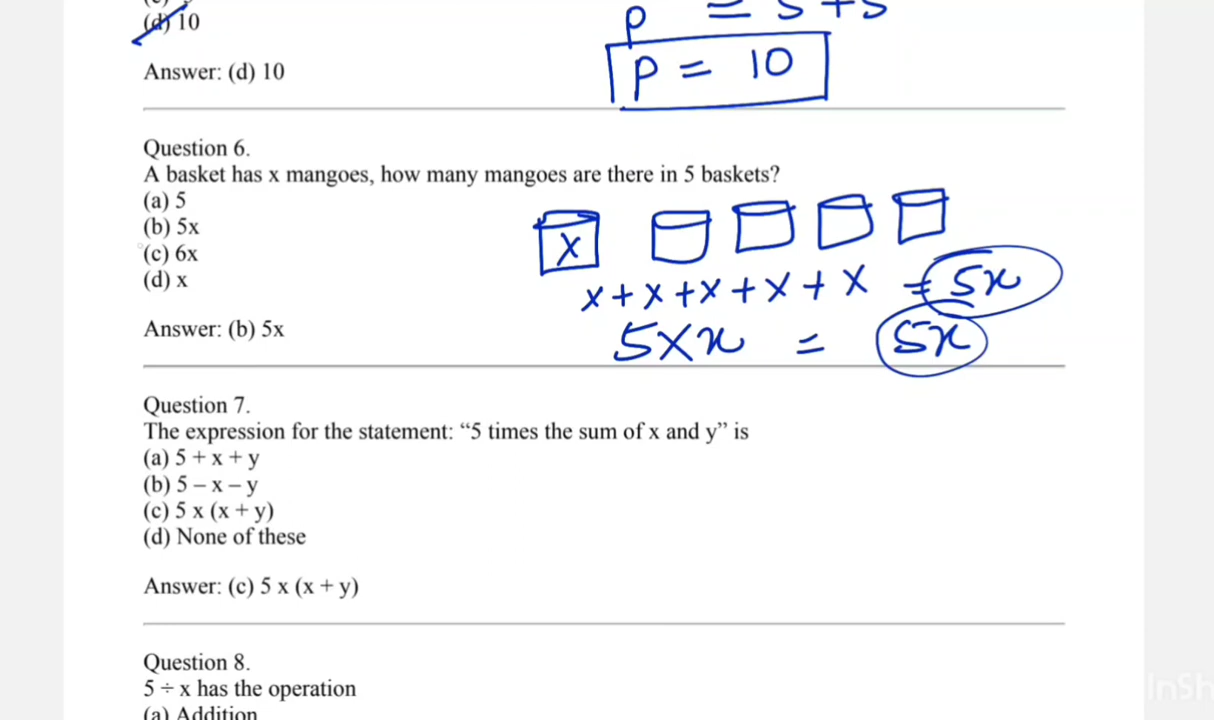 (d) 10
p = 5+5
Answer: (d) 10
p = 10
Question 6.
A basket has x mangoes, how many mangoes are there in 5 baskets?
(a) 5
(b) 5x
(c) 6x
(d) x
x
x + x + x + x + x = 5x
Answer: (b) 5x
5 × x = 5x
Question 7.
The expression for the statement: “5 times the sum of x and y” is
(a) 5 + x + y
(b) 5 – x – y
(c) 5 x (x + y)
(d) None of these
Answer: (c) 5 x (x + y)
Question 8.
5 ÷ x has the operation
(a) Addition
InSh